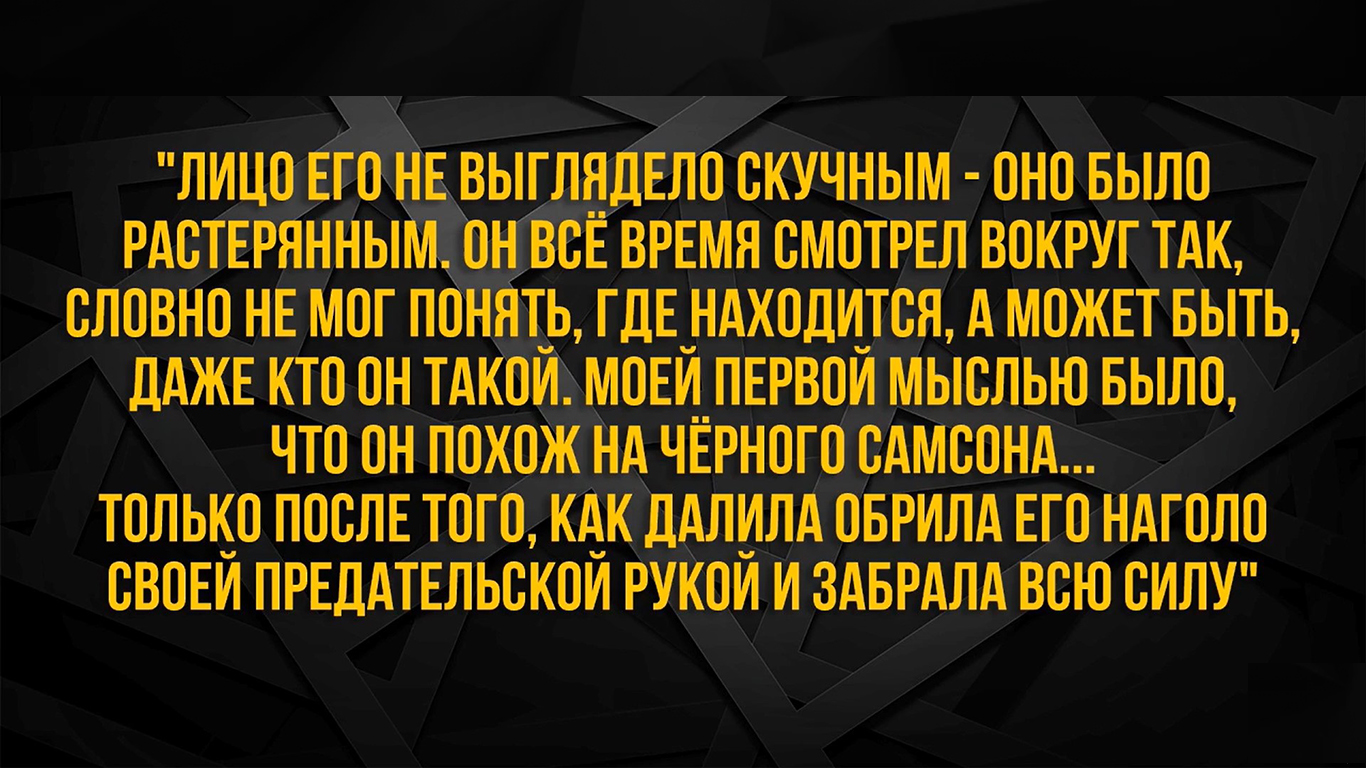 "ЛИЦО ЕГО НЕ ВЫГЛЯДЕЛО СКУЧНЫМ - ОНО БЫЛО
РАСТЕРЯННЫМ. ОН ВСЁ ВРЕМЯ СМОТРЕЛ ВОКРУГ ТАК,
СЛОВНО НЕ МОГ ПОНЯТЬ, ГДЕ НАХОДИТСЯ, А МОЖЕТ БЫТЬ,
ДАЖЕ КТО ОН ТАКОЙ. МОЕЙ ПЕРВОЙ МЫСЛЬЮ БЫЛО,
ЧТО ОН ПОХОЖ НА ЧЁРНОГО САМСОНА...
ТОЛЬКО ПОСЛЕ ТОГО, КАК ДАЛИЛА ОБРИЛА ЕГО НАГОЛО
СВОЕЙ ПРЕДАТЕЛЬСКОЙ РУКОЙ И ЗАБРАЛА ВСЮ СИЛУ"